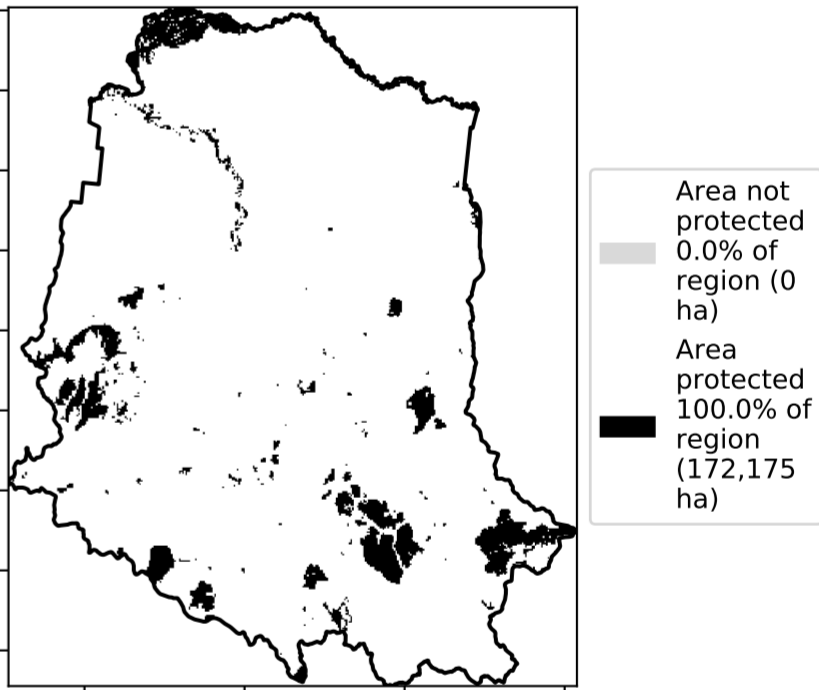 Area not
protected
0.0% of
region (0
ha)
Area
protected
100.0% of
region
(172,175
ha)